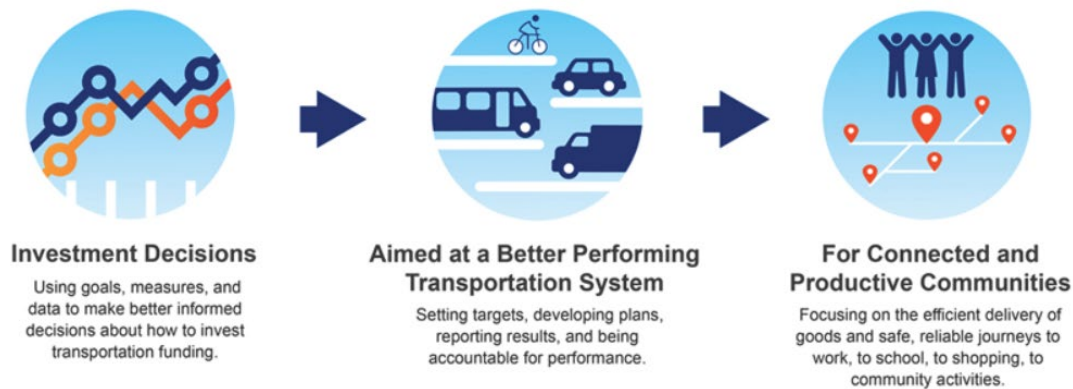 Investment Decisions
Using goals, measures, and
data to make better informed
decisions about how to invest
transportation funding.
Aimed at a Better Performing
Transportation System
Setting targets, developing plans,
reporting results, and being
accountable for performance.
For Connected and
Productive Communities
Focusing on the efficient delivery of
goods and safe, reliable journeys to
work, to school, to shopping, to
community activities.